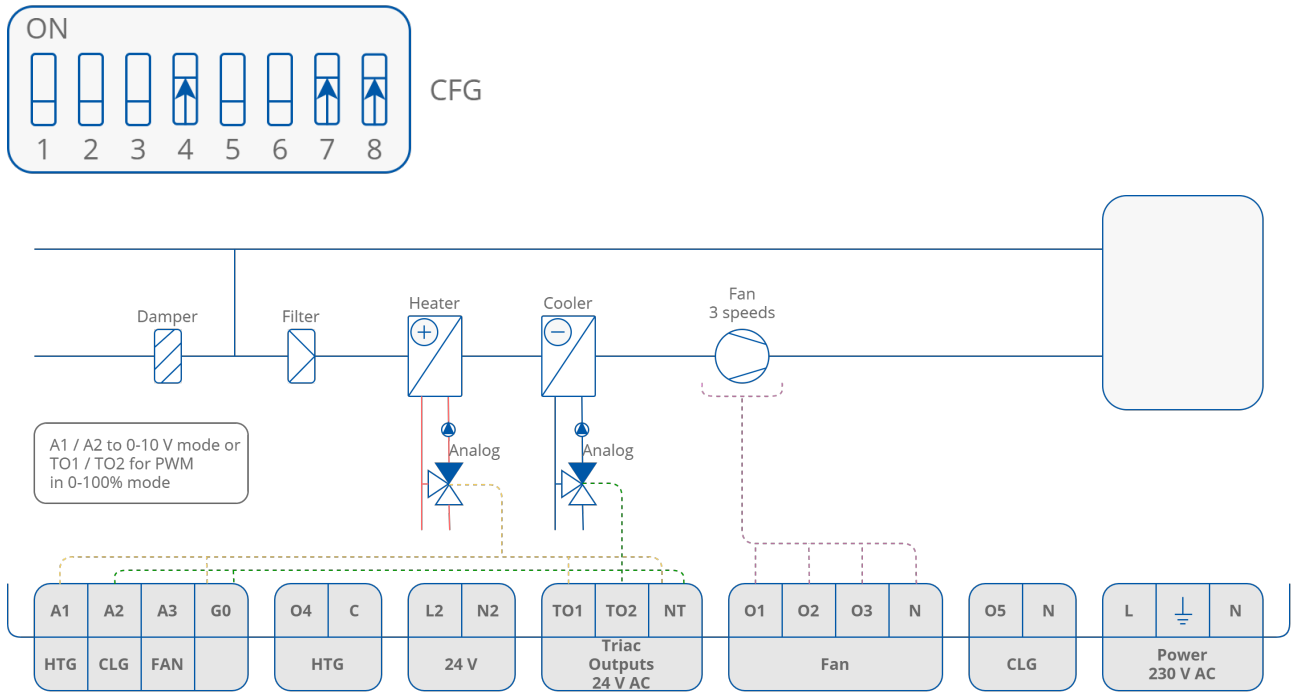 ON
1 2 3 4 5 6 7 8
CFG
Damper
Filter
Heater
Cooler
Fan
3 speeds
A1 / A2 to 0-10 V mode or
TO1 / TO2 for PWM
in 0-100% mode
Analog
Analog
A1 A2 A3 G0
HTG CLG FAN
O4 C
HTG
L2 N2
24 V
TO1 TO2 NT
Triac
Outputs
24 V AC
O1 O2 O3 N
Fan
O5 N
CLG
L N
Power
230 V AC